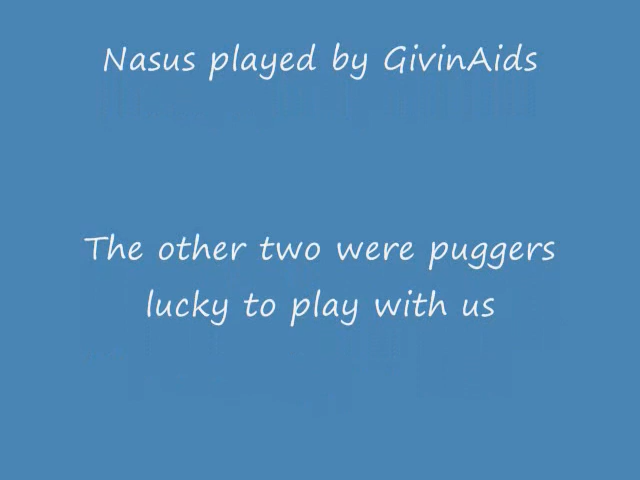 Nasus played by GivinAids
The other two were puggers
lucky to play with us